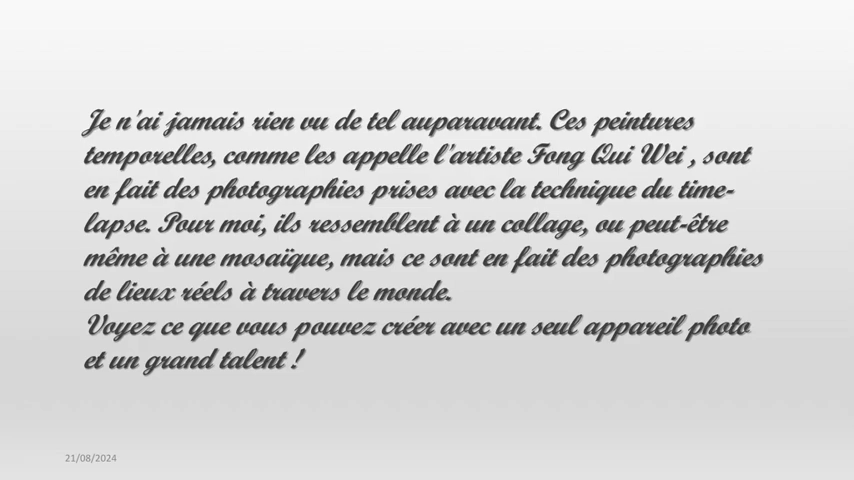 Je n'ai jamais rien vu de tel auparavant. Ces peintures
temporelles, comme les appelle l'artiste Fong Qui Wei , sont
en fait des photographies prises avec la technique du time-
lapse. Pour moi, ils ressemblent à un collage, ou peut-être
même à une mosaïque, mais ce sont en fait des photographies
de lieux réels à travers le monde.
Voyez ce que vous pouvez créer avec un seul appareil photo
et un grand talent !
21/08/2024